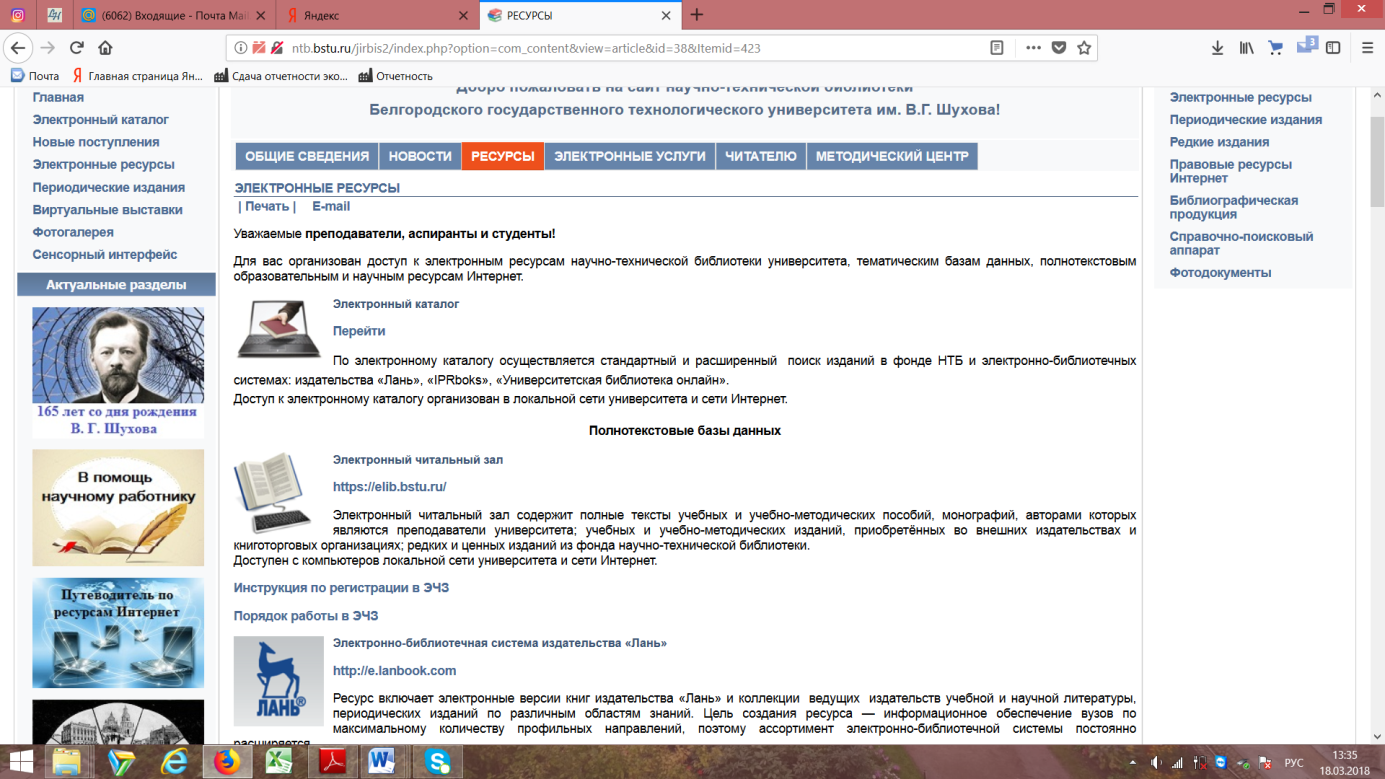 (6062) Входящие - Почта Mai
Яндекс
РЕСУРСЫ
ntb.bstu.ru/jirbis2/index.php?option=com_content&view=article&id=38&Itemid=423
3
Почта
Главная страница Ян...
Сдача отчетности эко...
Отчетность
Главная
Электронный каталог
Новые поступления
Электронные ресурсы
Периодические издания
Виртуальные выставки
Фотогалерея
Сенсорный интерфейс
Актуальные разделы
165 лет со дня рождения
В. Г. Шухова
В помощь
научному работнику
Путеводитель по
ресурсам Интернет
Добро пожаловать на сайт научно-технической библиотеки
Белгородского государственного технологического университета им. В.Г. Шухова!
ОБЩИЕ СВЕДЕНИЯ НОВОСТИ РЕСУРСЫ ЭЛЕКТРОННЫЕ УСЛУГИ ЧИТАТЕЛЮ МЕТОДИЧЕСКИЙ ЦЕНТР
ЭЛЕКТРОННЫЕ РЕСУРСЫ
| Печать | E-mail
Уважаемые преподаватели, аспиранты и студенты!
Для вас организован доступ к электронным ресурсам научно-технической библиотеки университета, тематическим базам данных, полнотекстовым
образовательным и научным ресурсам Интернет.
Электронный каталог
Перейти
По электронному каталогу осуществляется стандартный и расширенный поиск изданий в фонде НТБ и электронно-библиотечных
системах: издательства «Лань», «IPRboks», «Университетская библиотека онлайн».
Доступ к электронному каталогу организован в локальной сети университета и сети Интернет.
Полнотекстовые базы данных
Электронный читальный зал
https://elib.bstu.ru/
Электронный читальный зал содержит полные тексты учебных и учебно-методических пособий, монографий, авторами которых
являются преподаватели университета; учебных и учебно-методических изданий, приобретённых во внешних издательствах и
книготорговых организациях; редких и ценных изданий из фонда научно-технической библиотеки.
Доступен с компьютеров локальной сети университета и сети Интернет.
Инструкция по регистрации в ЭЧЗ
Порядок работы в ЭЧЗ
ЛАНЬ®
Электронно-библиотечная система издательства «Лань»
http://e.lanbook.com
Ресурс включает электронные версии книг издательства «Лань» и коллекции ведущих издательств учебной и научной литературы,
периодических изданий по различным областям знаний. Цель создания ресурса — информационное обеспечение вузов по
максимальному количеству профильных направлений, поэтому ассортимент электронно-библиотечной системы постоянно
расширяется
Электронные ресурсы
Периодические издания
Редкие издания
Правовые ресурсы
Интернет
Библиографическая
продукция
Справочно-поисковый
аппарат
Фотодокументы
РУС
13:35
18.03.2018